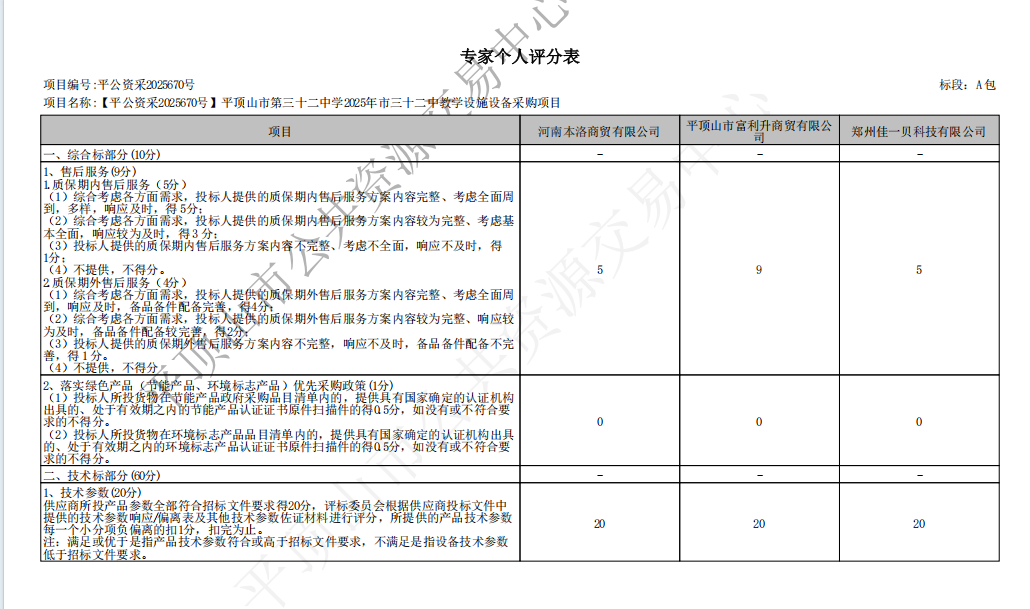 专家个人评分表
项目编号:平公资采2025670号
标段: A包
项目名称:【平公资采2025670号】平顶山市第三十二中学2025年市三十二中教学设施设备采购项目
项目
河南本洛商贸有限公司
平顶山市富利升商贸有限公
司
郑州佳一贝科技有限公司
一、综合标部分(10分)
-
-
-
1、售后服务(9分)
1.质保期内售后服务（5分）
（1）综合考虑各方面需求，投标人提供的质保期内售后服务方案内容完整、考虑全面周
到，多样，响应及时，得 5分；
（2）综合考虑各方面需求，投标人提供的质保期内售后服务方案内容较为完整、考虑基
本全面，响应较为及时，得3 分；
（3）投标人提供的质保期内售后服务方案内容不完整、考虑不全面，响应不及时，得
1分；
（4）不提供，不得分。
2.质保期外售后服务（4分）
（1）综合考虑各方面需求，投标人提供的质保期外售后服务方案内容完整、考虑全面周
到，响应及时，备品备件配备完善，得4分；
（2）综合考虑各方面需求，投标人提供的质保期外售后服务方案内容较为完整、响应较
为及时，备品备件配备较完善，得2分；
（3）投标人提供的质保期外售后服务方案内容不完整，响应不及时，备品备件配备不完
善，得 1 分。
（4）不提供，不得分。
5
9
5
2、落实绿色产品（节能产品、环境标志产品）优先采购政策(1分)
（1）投标人所投货物在节能产品政府采购品目清单内的，提供具有国家确定的认证机构
出具的、处于有效期之内的节能产品认证证书原件扫描件的得0.5分，如没有或不符合要
求的不得分。
（2）投标人所投货物在环境标志产品品目清单内的，提供具有国家确定的认证机构出具
的、处于有效期之内的环境标志产品认证证书原件扫描件的得0.5分，如没有或不符合要
求的不得分。
0
0
0
二、技术标部分(60分)
-
-
-
1、技术参数(20分)
供应商所投产品参数全部符合招标文件要求得20分，评标委员会根据供应商投标文件中
提供的技术参数响应/偏离表及其他技术参数佐证材料进行评分，所提供的产品技术参数
每一个小分项负偏离的扣1分，扣完为止。
注：满足或优于是指产品技术参数符合或高于招标文件要求，不满足是指设备技术参数
低于招标文件要求。
20
20
20
平顶山市公共资源交易中心
平顶山市公共资源交易中心